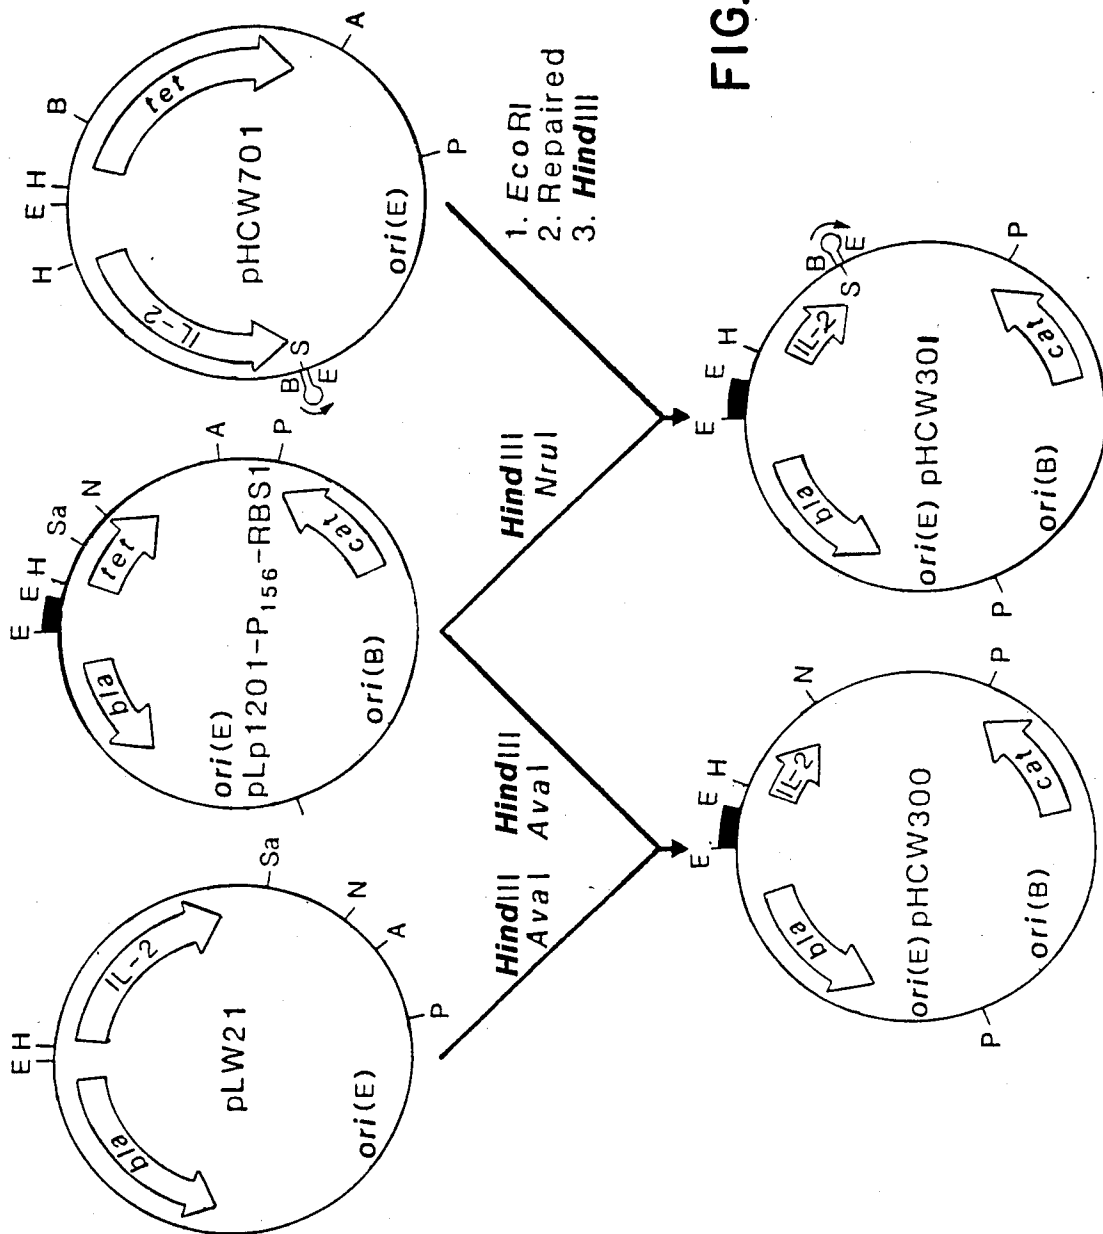 E H
bla
IL-2
Sa
N
A
P
pLW21
ori(E)
E E H
Sa
N
A
P
bla
tet
cat
ori(E)
pLp1201-P156-RBS1
ori(B)
H
E H
B
A
P
IL-2
tet
S
B
E
pHCW701
ori(E)
HindIII
AvaI
HindIII
AvaI
HindIII
NruI
1. EcoRI
2. Repaired
3. HindIII
E E H
N
P
P
bla
IL-2
cat
ori(E) pHCW300
ori(B)
E E H
B
S
E
P
P
bla
IL-2
cat
ori(E) pHCW301
ori(B)
FIG.